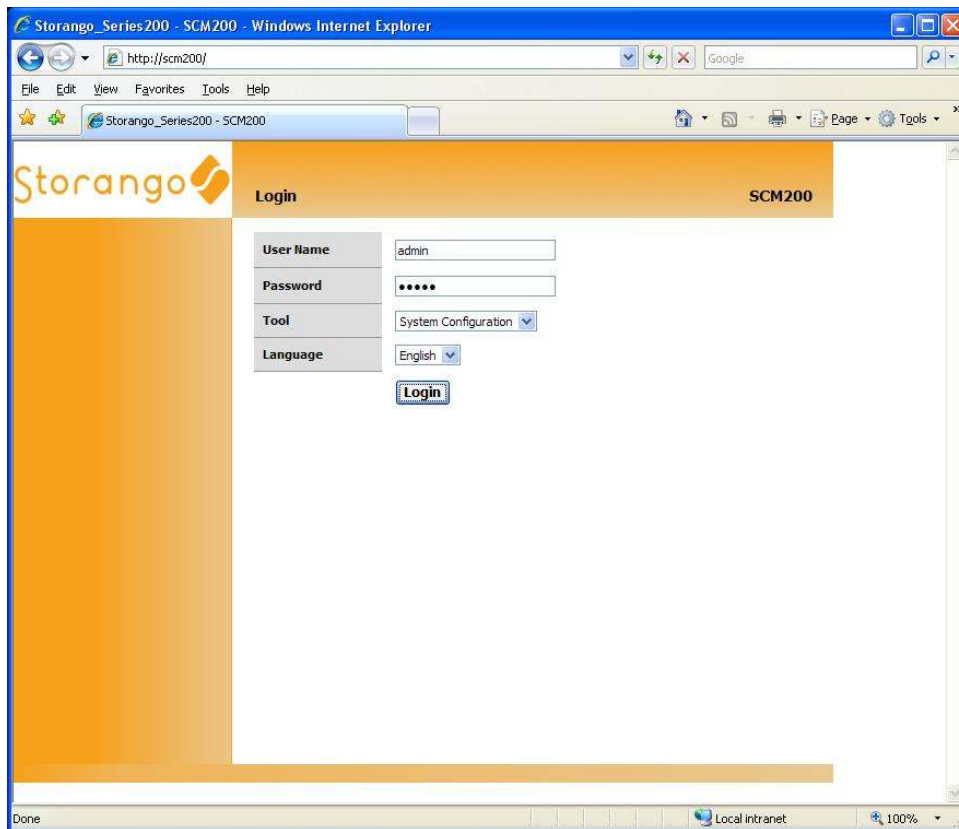 Storango_Series200 - SCM200 - Windows Internet Explorer
http://scm200/
Google
File Edit View Favorites Tools Help
Storango_Series200 - SCM200
Page Tools
Storango
Login SCM200
User Name admin
Password •••••
Tool System Configuration
Language English
Login
Done Local intranet 100%